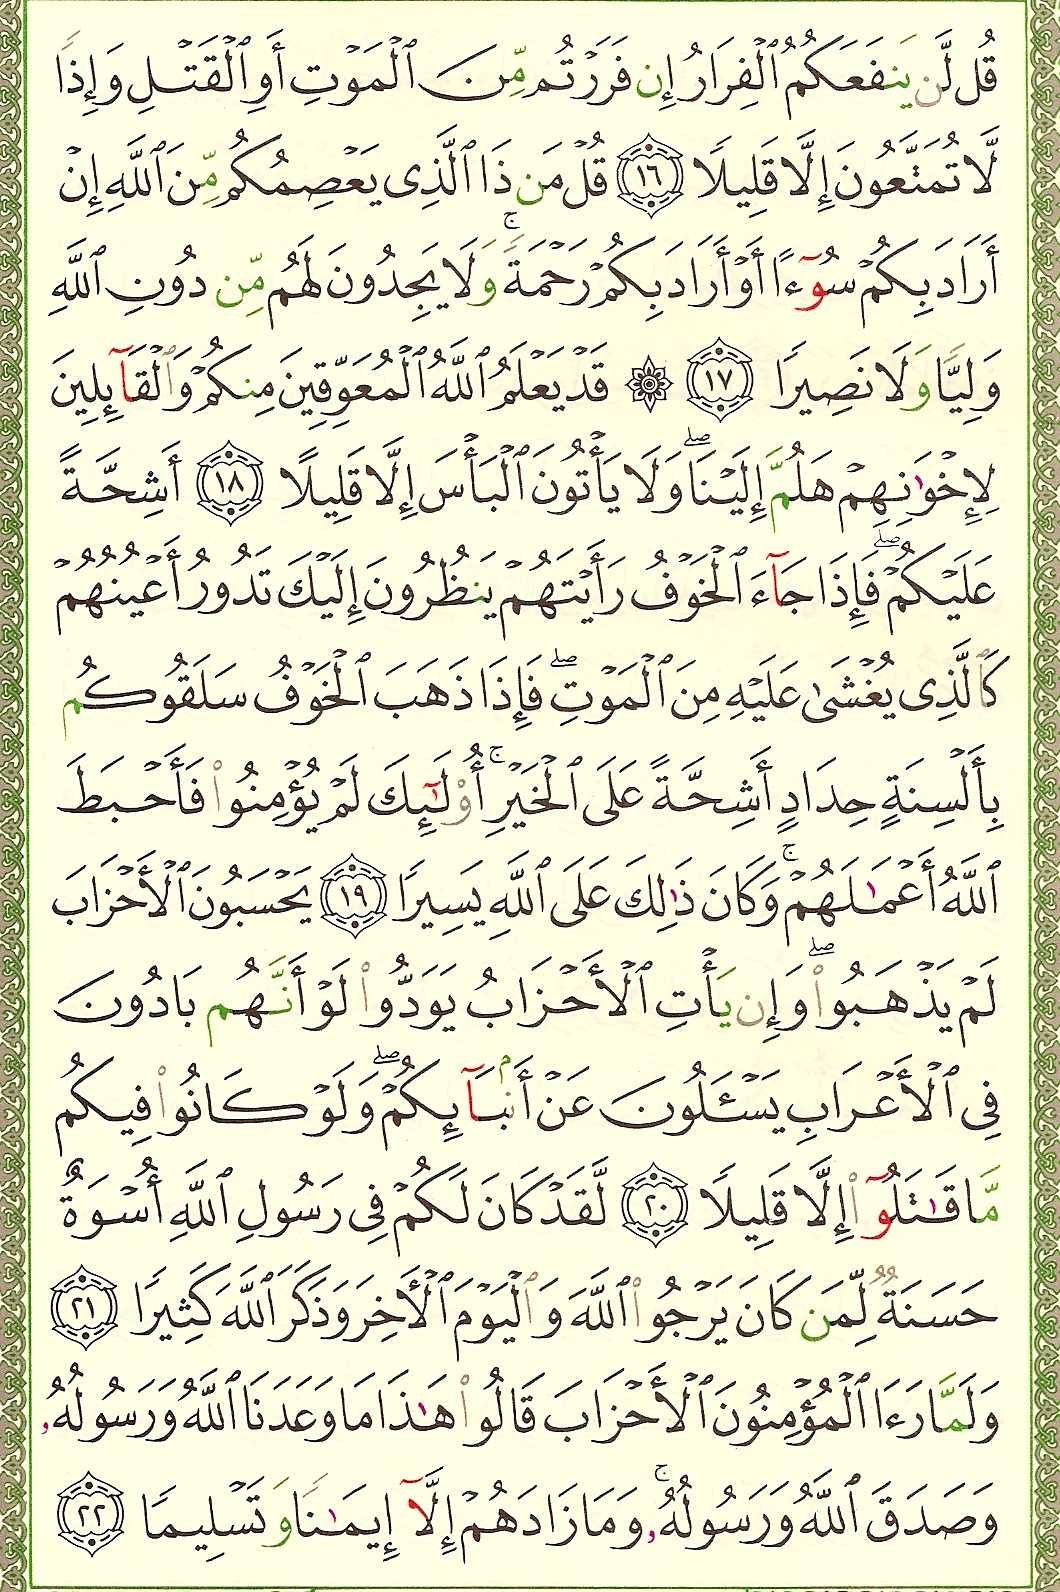 قُل لَّن يَنفَعَكُمُ ٱلْفِرَارُ إِن فَرَرْتُم مِّنَ ٱلْمَوْتِ أَوِ ٱلْقَتْلِ وَإِذًا
لَّا تُمَتَّعُونَ إِلَّا قَلِيلًا ١٦ قُلْ مَن ذَا ٱلَّذِى يَعْصِمُكُم مِّنَ ٱللَّهِ إِنْ
أَرَادَ بِكُمْ سُوٓءًا أَوْ أَرَادَ بِكُمْ رَحْمَةً ۚ وَلَا يَجِدُونَ لَهُم مِّن دُونِ ٱللَّهِ
وَلِيًّا وَلَا نَصِيرًا ١٧ ۞ قَدْ يَعْلَمُ ٱللَّهُ ٱلْمُعَوِّقِينَ مِنكُمْ وَٱلْقَآئِلِينَ
لِإِخْوَٰنِهِمْ هَلُمَّ إِلَيْنَا ۖ وَلَا يَأْتُونَ ٱلْبَأْسَ إِلَّا قَلِيلًا ١٨ أَشِحَّةً
عَلَيْكُمْ ۖ فَإِذَا جَآءَ ٱلْخَوْفُ رَأَيْتَهُمْ يَنظُرُونَ إِلَيْكَ تَدُورُ أَعْيُنُهُمْ
كَٱلَّذِى يُغْشَىٰ عَلَيْهِ مِنَ ٱلْمَوْتِ ۖ فَإِذَا ذَهَبَ ٱلْخَوْفُ سَلَقُوكُم
بِأَلْسِنَةٍ حِدَادٍ أَشِحَّةً عَلَى ٱلْخَيْرِ ۚ أُو۟لَٰٓئِكَ لَمْ يُؤْمِنُوا۟ فَأَحْبَطَ
ٱللَّهُ أَعْمَٰلَهُمْ ۚ وَكَانَ ذَٰلِكَ عَلَى ٱللَّهِ يَسِيرًا ١٩ يَحْسَبُونَ ٱلْأَحْزَابَ
لَمْ يَذْهَبُوا۟ ۖ وَإِن يَأْتِ ٱلْأَحْزَابُ يَوَدُّوا۟ لَوْ أَنَّهُم بَادُونَ
فِى ٱلْأَعْرَابِ يَسْـَٔلُونَ عَنْ أَنۢبَآئِكُمْ ۖ وَلَوْ كَانُوا۟ فِيكُم
مَّا قَٰتَلُوٓا۟ إِلَّا قَلِيلًا ٢٠ لَّقَدْ كَانَ لَكُمْ فِى رَسُولِ ٱللَّهِ أُسْوَةٌ
حَسَنَةٌ لِّمَن كَانَ يَرْجُوا۟ ٱللَّهَ وَٱلْيَوْمَ ٱلْأَخِرَ وَذَكَرَ ٱللَّهَ كَثِيرًا ٢١
وَلَمَّا رَءَا ٱلْمُؤْمِنُونَ ٱلْأَحْزَابَ قَالُوا۟ هَٰذَا مَا وَعَدَنَا ٱللَّهُ وَرَسُولُهُۥ
وَصَدَقَ ٱللَّهُ وَرَسُولُهُۥ ۚ وَمَا زَادَهُمْ إِلَّآ إِيمَٰنًا وَتَسْلِيمًا ٢٢